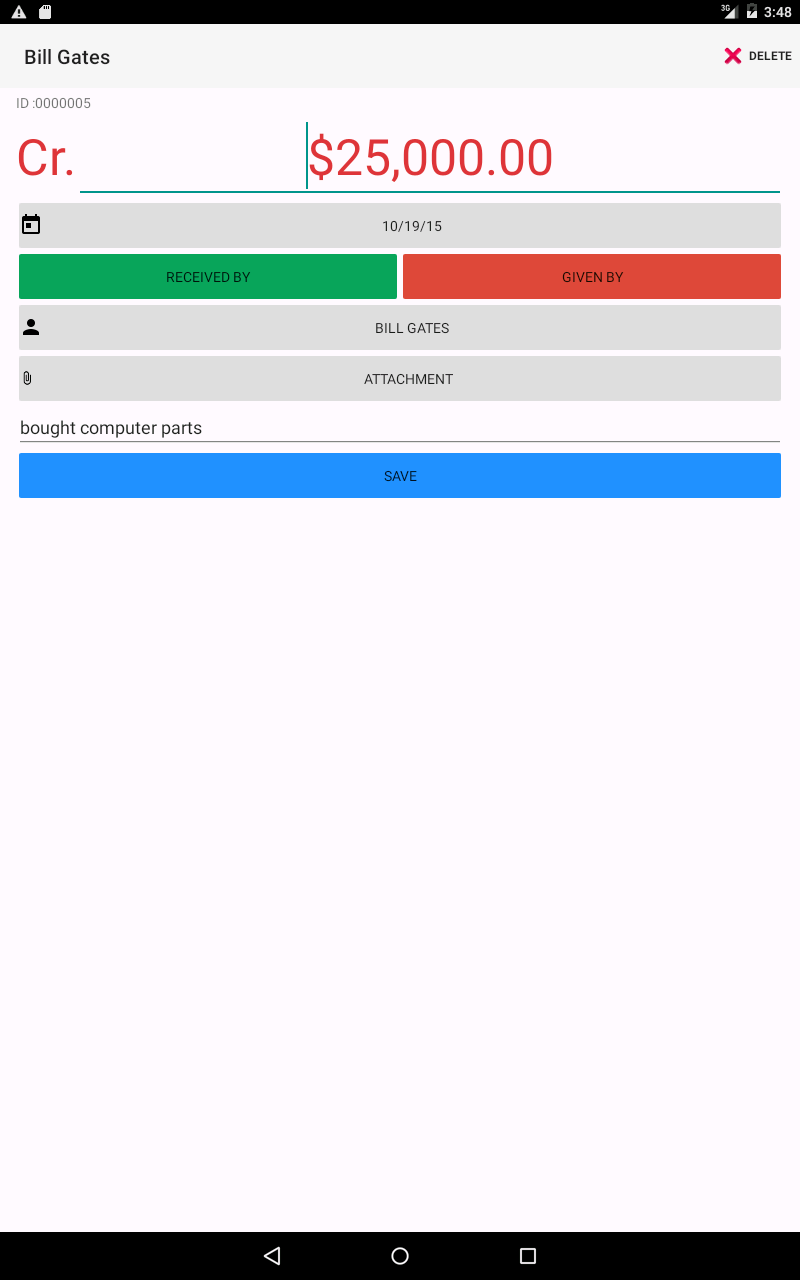 3G 3:48
Bill Gates DELETE
ID :0000005
Cr. $25,000.00
10/19/15
RECEIVED BY GIVEN BY
BILL GATES
ATTACHMENT
bought computer parts
SAVE